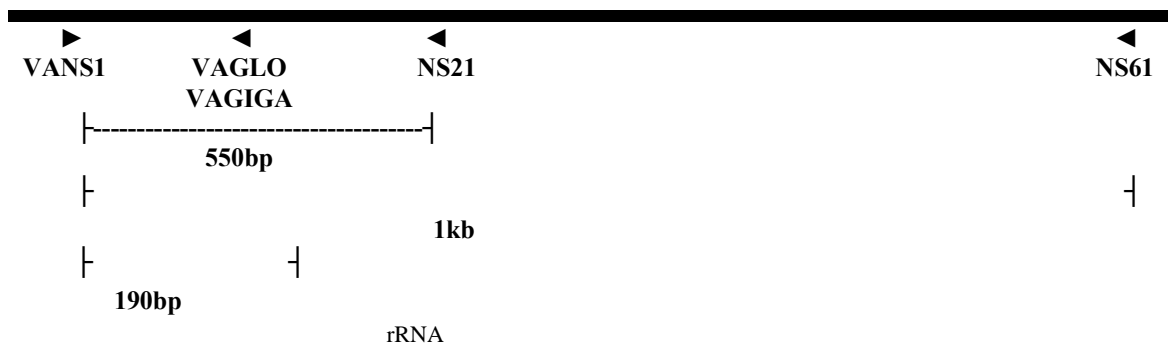 VANS1 VAGLO NS21 NS61
VAGIGA
550bp
1kb
190bp
rRNA